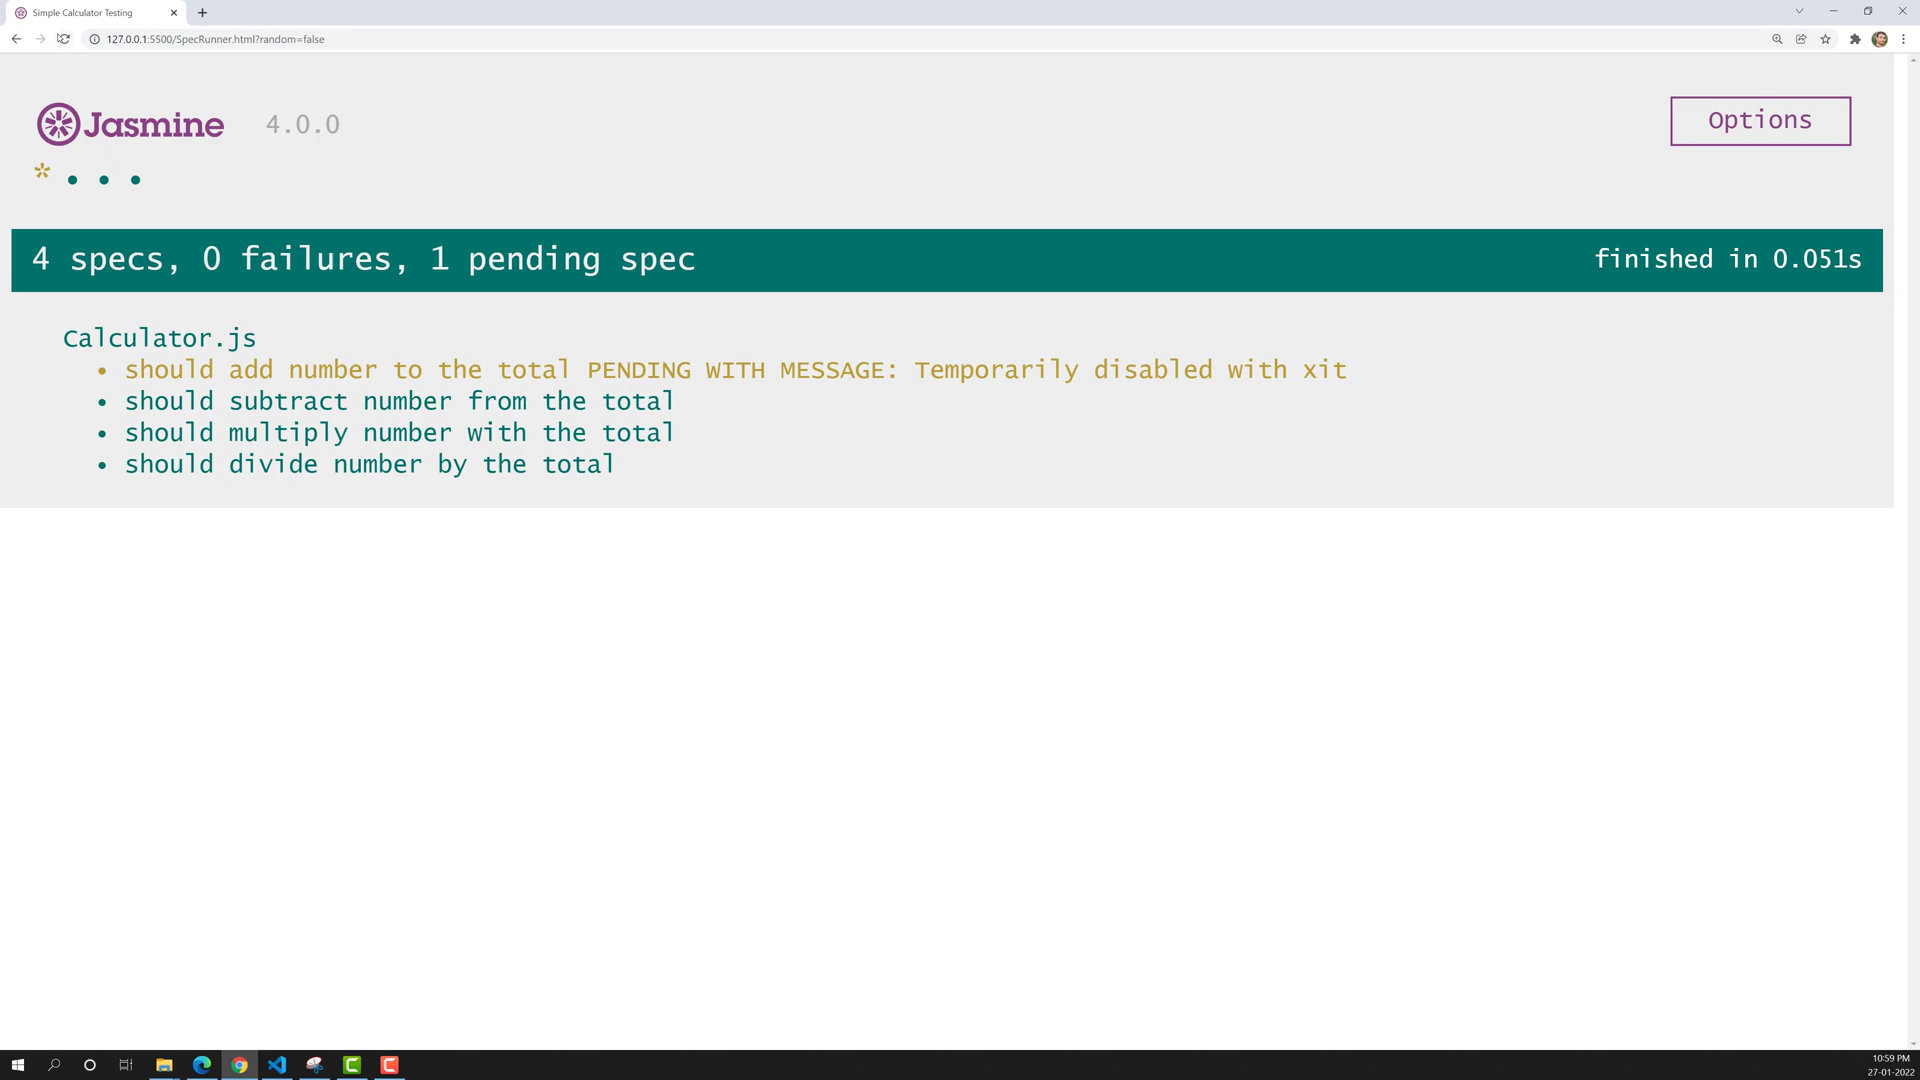 Simple Calculator Testing
127.0.0.1:5500/SpecRunner.html?random=false
Jasmine 4.0.0
Options
4 specs, 0 failures, 1 pending spec
finished in 0.051s
Calculator.js
• should add number to the total PENDING WITH MESSAGE: Temporarily disabled with xit
• should subtract number from the total
• should multiply number with the total
• should divide number by the total
10:59 PM
27-01-2022